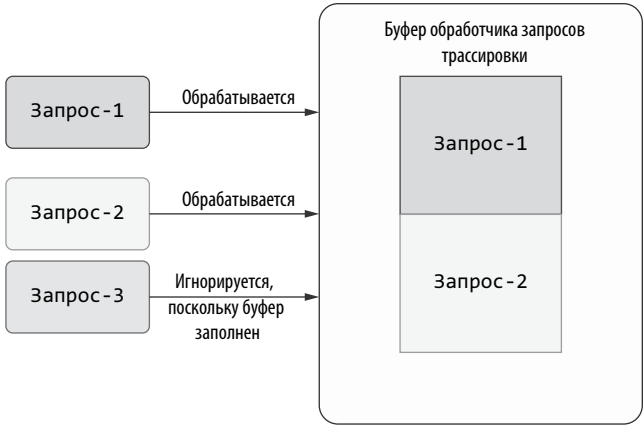 Буфер обработчика запросов
трассировки
Запрос-1
Обрабатывается
Запрос-1
Запрос-2
Обрабатывается
Запрос-3
Игнорируется,
поскольку буфер
заполнен
Запрос-2